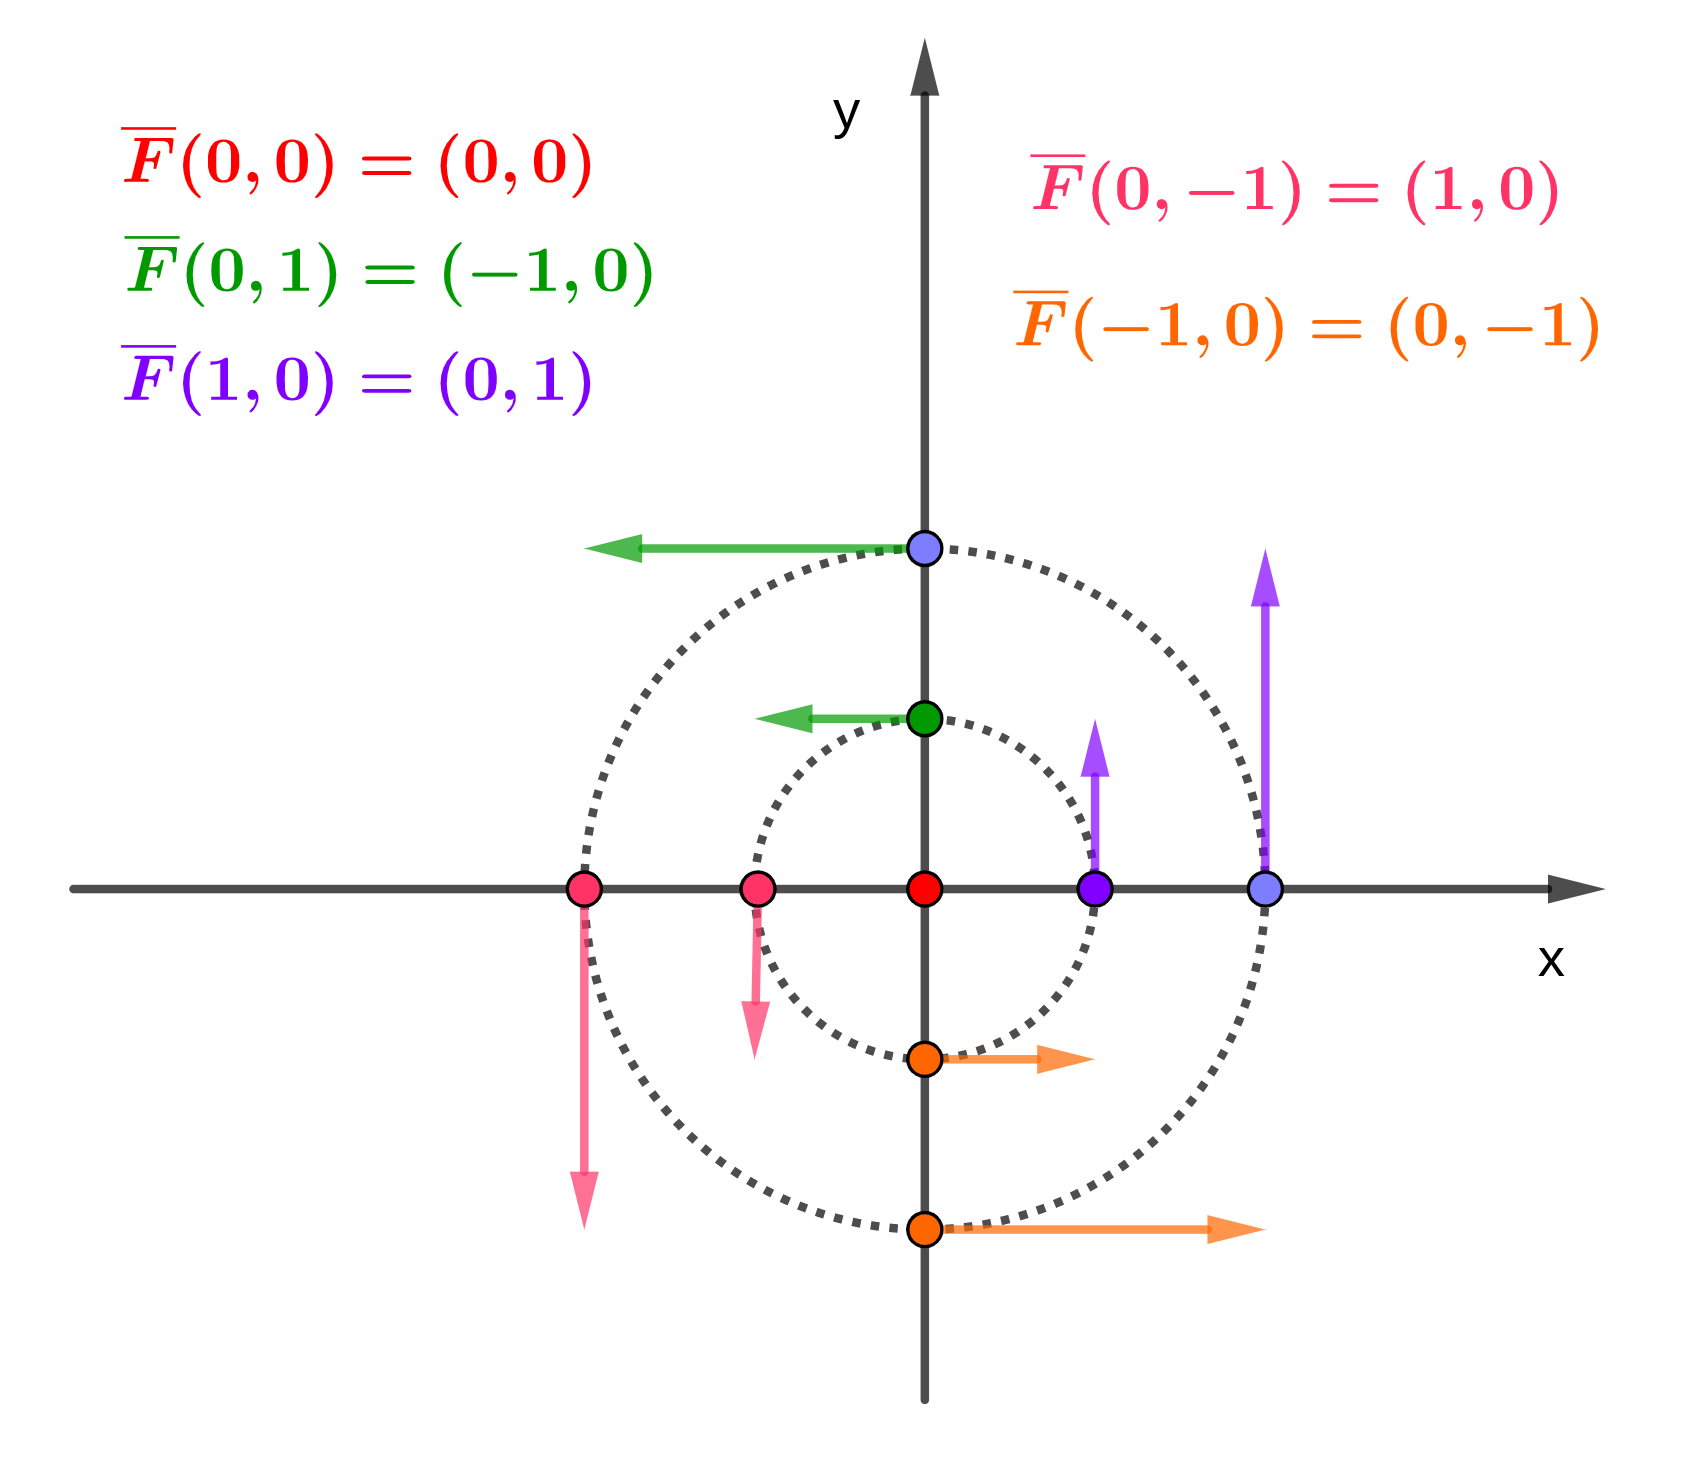 F̅(0, 0) = (0, 0)
F̅(0, 1) = (−1, 0)
F̅(1, 0) = (0, 1)
y
F̅(0, −1) = (1, 0)
F̅(−1, 0) = (0, −1)
x